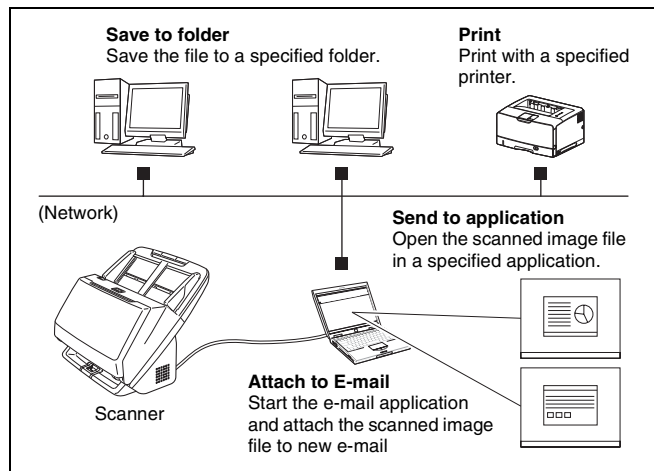 Save to folder
Save the file to a specified folder.
Print
Print with a specified
printer.
(Network)
Send to application
Open the scanned image file
in a specified application.
Scanner
Attach to E-mail
Start the e-mail application
and attach the scanned image
file to new e-mail